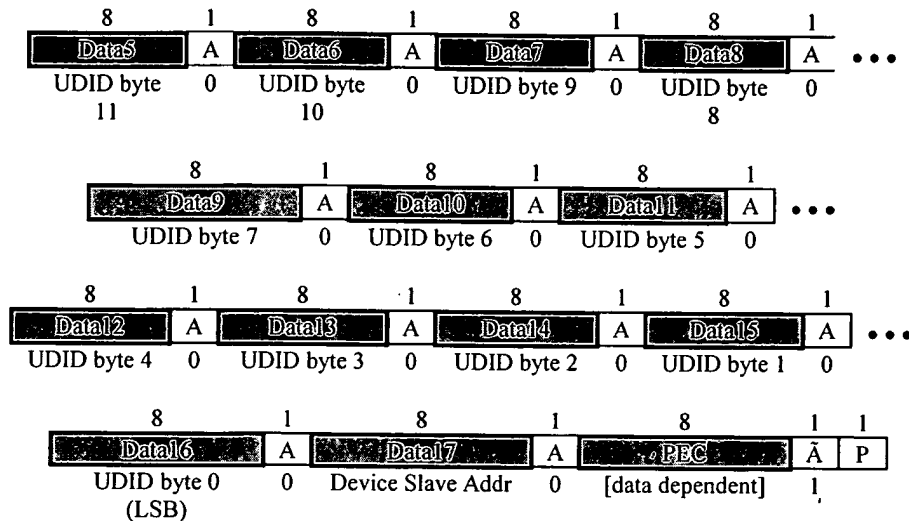 8 1 8 1 8 1 8 1
Data5 A Data6 A Data7 A Data8 A •••
UDID byte 0 UDID byte 0 UDID byte 9 0 UDID byte 0
11 10 8
8 1 8 1 8 1
Data9 A Data10 A Data11 A •••
UDID byte 7 0 UDID byte 6 0 UDID byte 5 0
8 1 8 1 8 1 8 1
Data12 A Data13 A Data14 A Data15 A •••
UDID byte 4 0 UDID byte 3 0 UDID byte 2 0 UDID byte 1 0
8 1 8 1 8 1 1
Data16 A Data17 A PEC Ã P
UDID byte 0 0 Device Slave Addr 0 [data dependent] 1
(LSB)